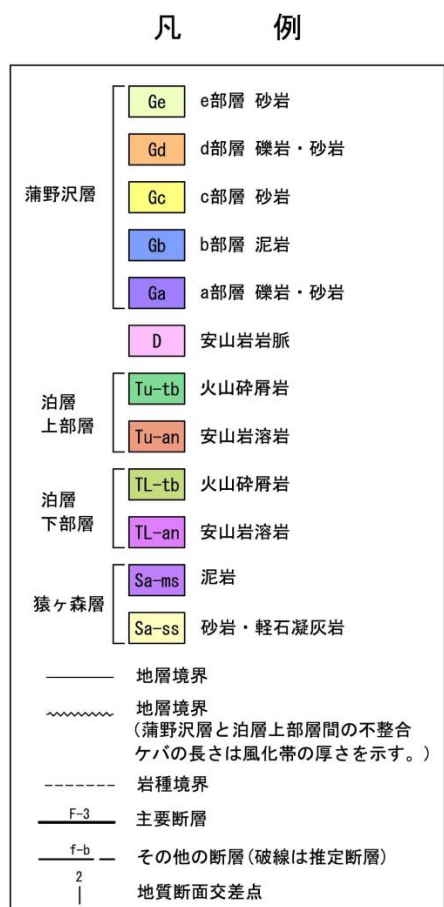 凡 例
蒲野沢層
Ge e部層 砂岩
Gd d部層 礫岩・砂岩
Gc c部層 砂岩
Gb b部層 泥岩
Ga a部層 礫岩・砂岩
D 安山岩岩脈
泊層
上部層
Tu-tb 火山砕屑岩
Tu-an 安山岩溶岩
泊層
下部層
TL-tb 火山砕屑岩
TL-an 安山岩溶岩
猿ヶ森層
Sa-ms 泥岩
Sa-ss 砂岩・軽石凝灰岩
地層境界
地層境界
(蒲野沢層と泊層上部層間の不整合
ケバの長さは風化帯の厚さを示す。)
岩種境界
F-3 主要断層
f-b その他の断層(破線は推定断層)
2 地質断面交差点